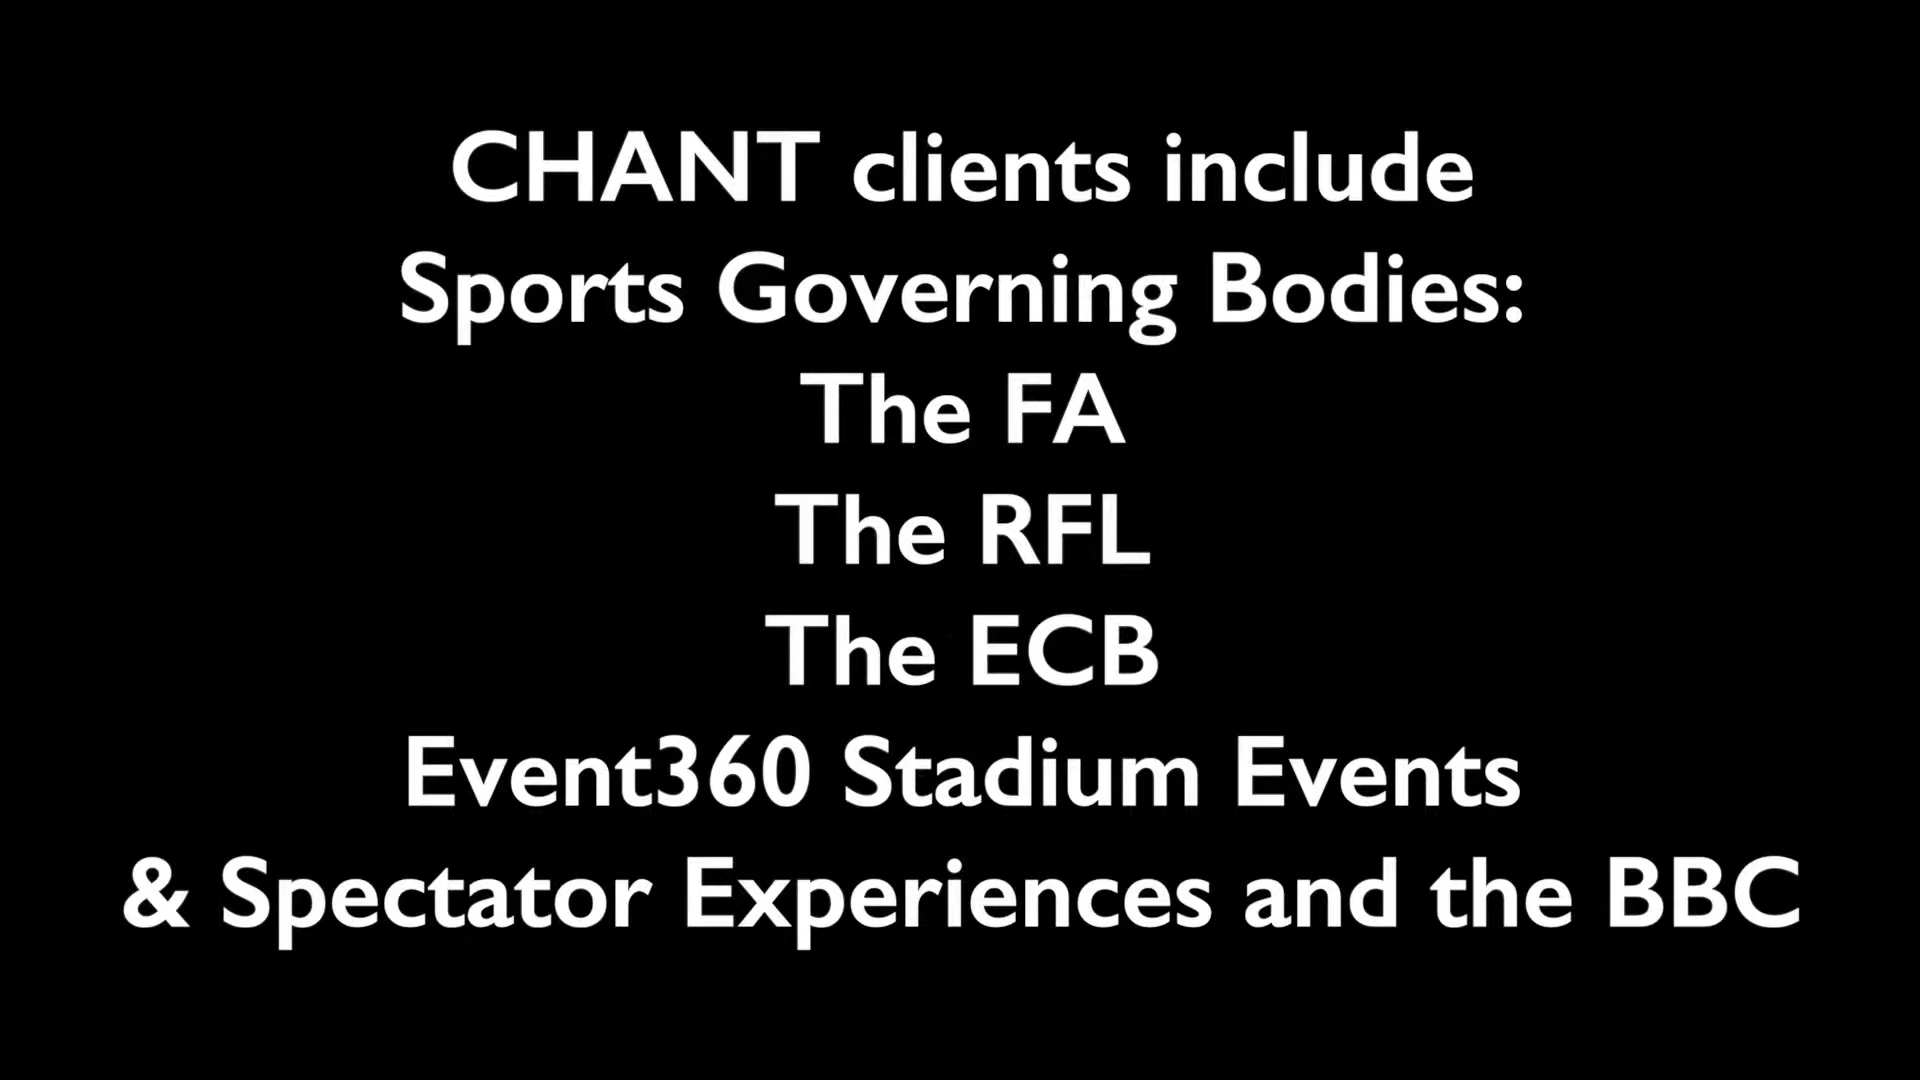 CHANT clients include
Sports Governing Bodies:
The FA
The RFL
The ECB
Event360 Stadium Events
& Spectator Experiences and the BBC